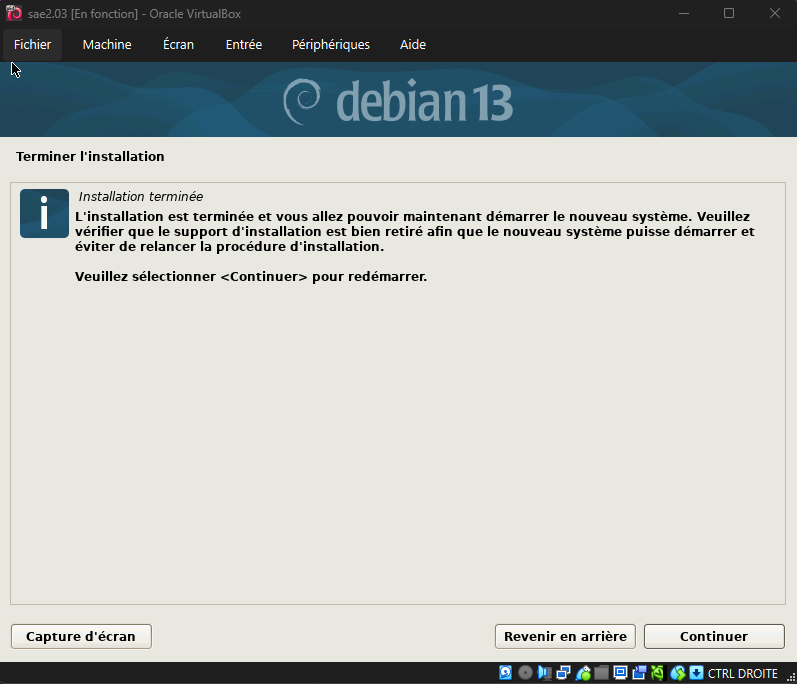 sae2.03 [En fonction] - Oracle VirtualBox
Fichier Machine Écran Entrée Périphériques Aide
debian 13
Terminer l'installation
Installation terminée
L'installation est terminée et vous allez pouvoir maintenant démarrer le nouveau système. Veuillez
vérifier que le support d'installation est bien retiré afin que le nouveau système puisse démarrer et
éviter de relancer la procédure d'installation.
Veuillez sélectionner <Continuer> pour redémarrer.
Capture d'écran Revenir en arrière Continuer
CTRL DROITE